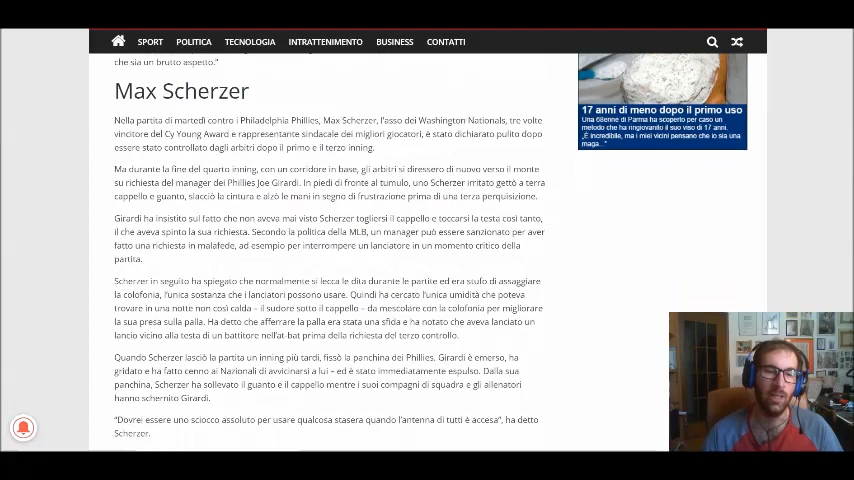 SPORT POLITICA TECNOLOGIA INTRATTENIMENTO BUSINESS CONTATTI
che sia un brutto aspetto."
Max Scherzer
Nella partita di martedì contro i Philadelphia Phillies, Max Scherzer, l'asso dei Washington Nationals, tre volte
vincitore del Cy Young Award e rappresentante sindacale dei migliori giocatori, è stato dichiarato pulito dopo
essere stato controllato dagli arbitri dopo il primo e il terzo inning.
Ma durante la fine del quarto inning, con un corridore in base, gli arbitri si diressero di nuovo verso il monte
su richiesta del manager dei Phillies Joe Girardi. In piedi di fronte al tumulo, uno Scherzer irritato gettò a terra
cappello e guanto, slacciò la cintura e alzò le mani in segno di frustrazione prima di una terza perquisizione.
Girardi ha insistito sul fatto che non aveva mai visto Scherzer togliersi il cappello e toccarsi la testa così tanto,
il che aveva spinto la sua richiesta. Secondo la politica della MLB, un manager può essere sanzionato per aver
fatto una richiesta in malafede, ad esempio per interrompere un lanciatore in un momento critico della
partita.
Scherzer in seguito ha spiegato che normalmente si lecca le dita durante le partite ed era stufo di assaggiare
la colofonia, l'unica sostanza che i lanciatori possono usare. Quindi ha cercato l'unica umidità che poteva
trovare in una notte non così calda – il sudore sotto il cappello – da mescolare con la colofonia per migliorare
la sua presa sulla palla. Ha detto che afferrare la palla era stata una sfida e ha notato che aveva lanciato un
lancio vicino alla testa di un battitore nell'at-bat prima della richiesta del terzo controllo.
Quando Scherzer lasciò la partita un inning più tardi, fissò la panchina dei Phillies. Girardi è emerso, ha
gridato e ha fatto cenno ai Nazionali di avvicinarsi a lui – ed è stato immediatamente espulso. Dalla sua
panchina, Scherzer ha sollevato il guanto e il cappello mentre i suoi compagni di squadra e gli allenatori
hanno schernito Girardi.
"Dovrei essere uno sciocco assoluto per usare qualcosa stasera quando l'antenna di tutti è accesa", ha detto
Scherzer.
17 anni di meno dopo il primo uso
Una 68enne di Parma ha scoperto per caso un
metodo che ha ringiovanito il suo viso di 17 anni.
„È incredibile, ma i miei vicini pensano che io sia una
maga..."